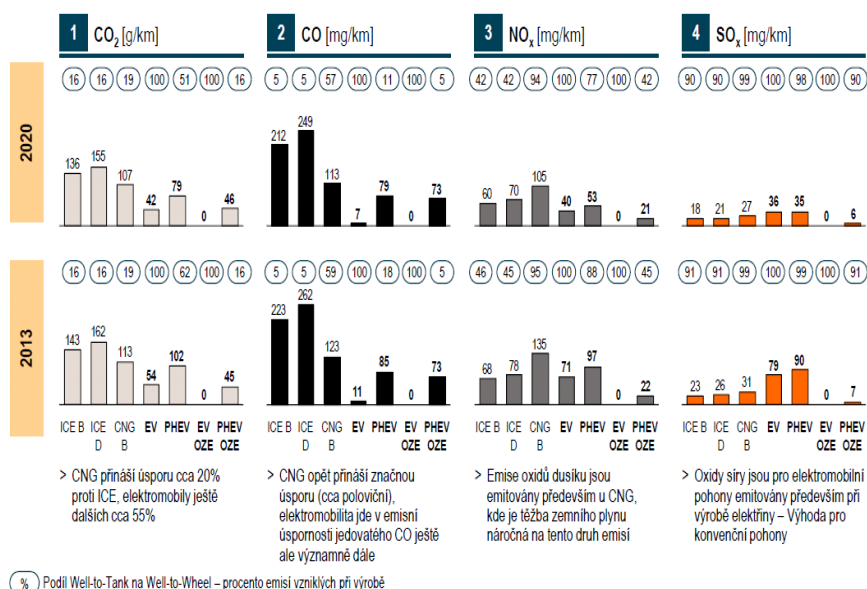 1 CO₂ [g/km] 2 CO [mg/km] 3 NOₓ [mg/km] 4 SOₓ [mg/km]
2020
16 16 19 100 51 100 16
136 155 107 42 79 0 46
5 5 57 100 11 100 5
212 249 113 7 79 0 73
42 42 94 100 77 100 42
60 70 105 40 53 0 21
90 90 99 100 98 100 90
18 21 27 36 35 0 6
2013
16 16 19 100 62 100 16
143 162 113 54 102 0 45
5 5 59 100 18 100 5
223 262 123 11 85 0 73
46 45 95 100 88 100 45
68 78 135 71 97 0 22
91 91 99 100 99 100 91
23 26 31 79 90 0 7
ICE B ICE D CNG B EV PHEV EV OZE PHEV OZE
ICE B ICE D CNG B EV PHEV EV OZE PHEV OZE
ICE B ICE D CNG B EV PHEV EV OZE PHEV OZE
ICE B ICE D CNG B EV PHEV EV OZE PHEV OZE
> CNG přináší úsporu cca 20%
proti ICE, elektromobily ještě
dalších cca 55%
> CNG opět přináší značnou
úsporu (cca poloviční),
elektromobilita jde v emisní
úspornosti jedovatého CO ještě
ale významně dále
> Emise oxidů dusíku jsou
emitovány především u CNG,
kde je těžba zemního plynu
náročná na tento druh emisí
> Oxidy síry jsou pro elektromobilní
pohony emitovány především při
výrobě elektřiny – Výhoda pro
konvenční pohony
% Podíl Well-to-Tank na Well-to-Wheel – procento emisí vzniklých při výrobě